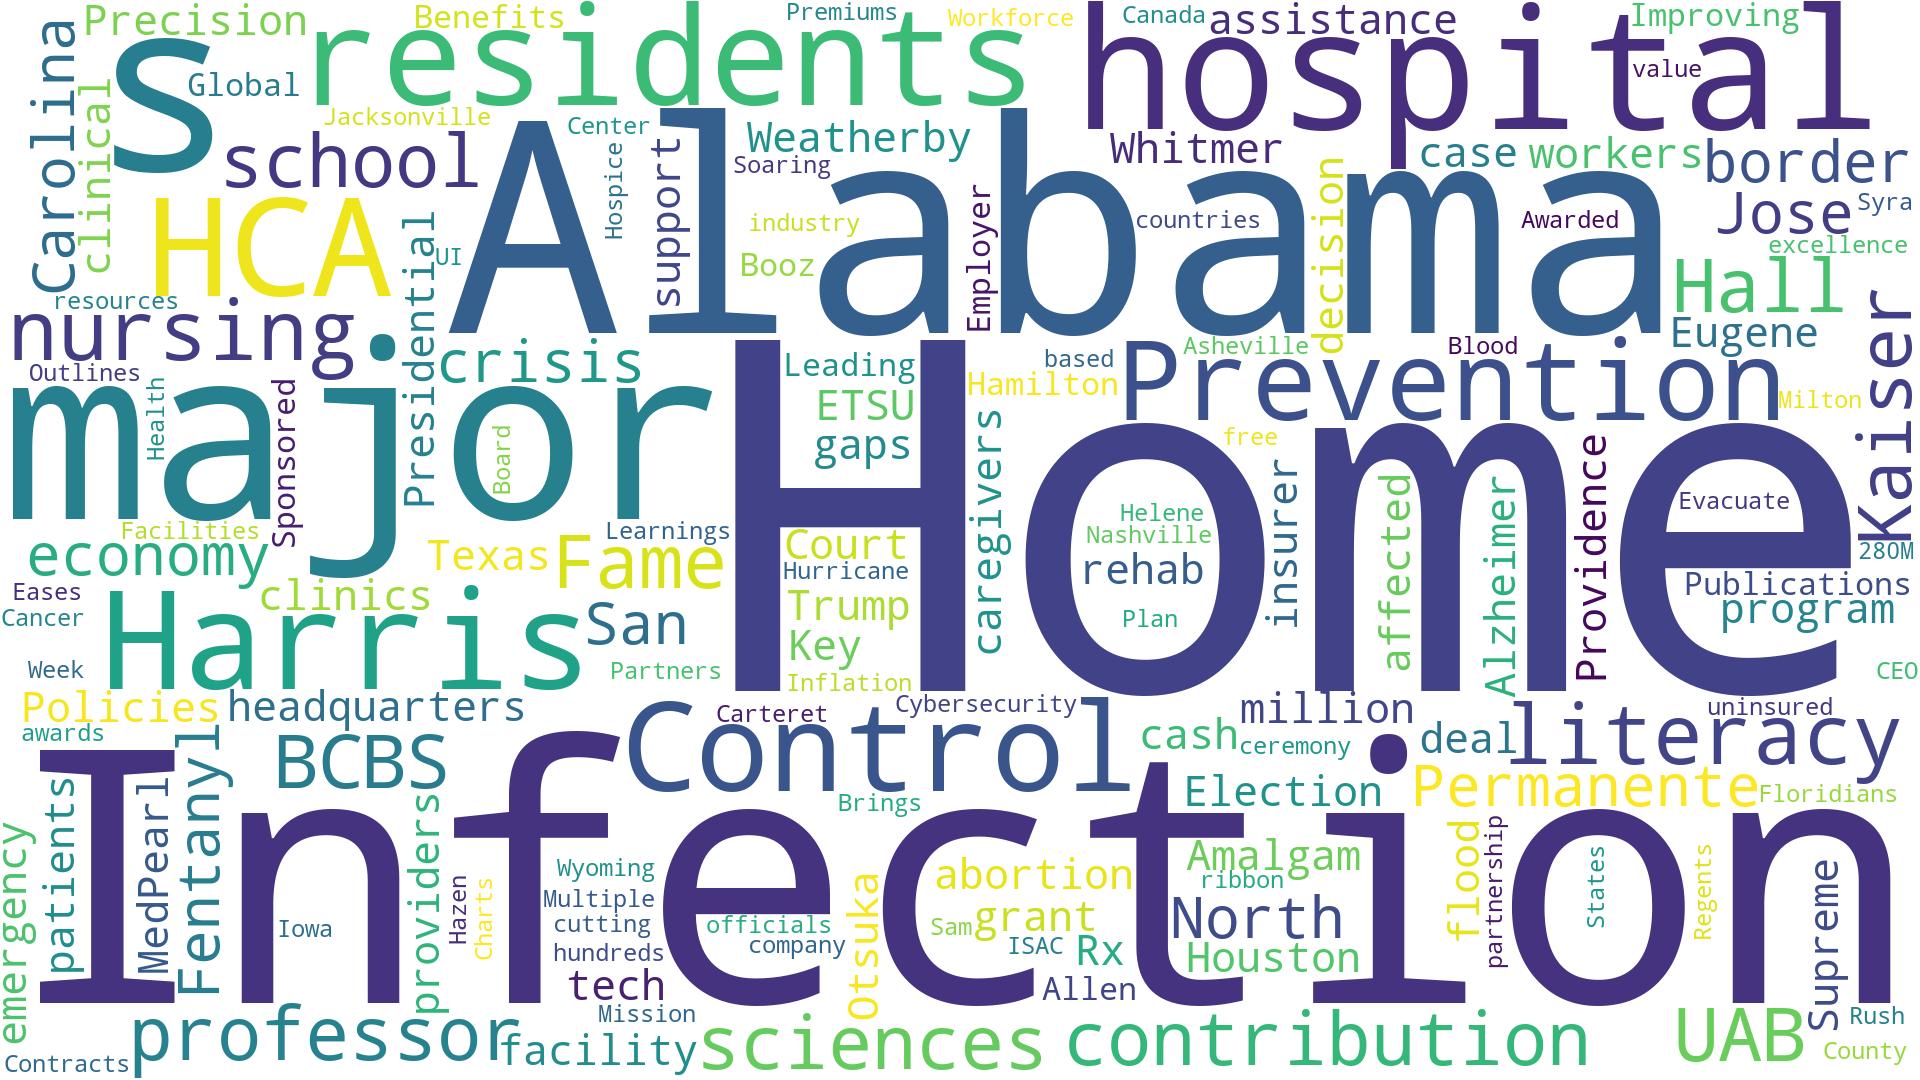 Precision
Benefits
Premiums
Workforce
Canada
assistance
Improving
s
residents
hospital
value
Carolina
clinical
Global
Jacksonville
Center
Weatherby
Whitmer
case
workers
border
school
Soaring
Hospice
support
decision
HCA
Alabama
industry
Booz
Employer
countries
Awarded
Jose
Syra
excellence
Hall
UI
Presidential
resources
nursing
Outlines
crisis
Leading
based
Asheville
Blood
Eugene
Hamilton
Prevention
Milton
Kaiser
major
Health
Sponsored
Board
ETSU
gaps
Home
free
caregivers
insurer
affected
Alzheimer
Providence
Evacuate
Facilities
economy
Texas
Fame
Learnings
Court
Hurricane
Helene
Nashville
rehab
280M
Publications
program
Eases
Cancer
clinics
Harris
San
Trump
Key
Plan
Week
Partners
Inflation
CEO
Policies
headquarters
Carteret
Cybersecurity
million
uninsured
awards
Fentanyl
BCBS
Control
cash
ceremony
deal
literacy
Brings
Election
Permanente
Floridians
emergency
patients
MedPearl
providers
Infection
Wyoming
Multiple
cutting
hundreds
Hazen
Charts
Iowa
officials
company
Otsuka
abortion
Sam
grant
ISAC
Rx
Amalgam
ribbon
North
Houston
flood
partnership
States
Regents
Supreme
tech
Allen
Mission
professor
facility
sciences
contribution
UAB
Rush
County
Contracts